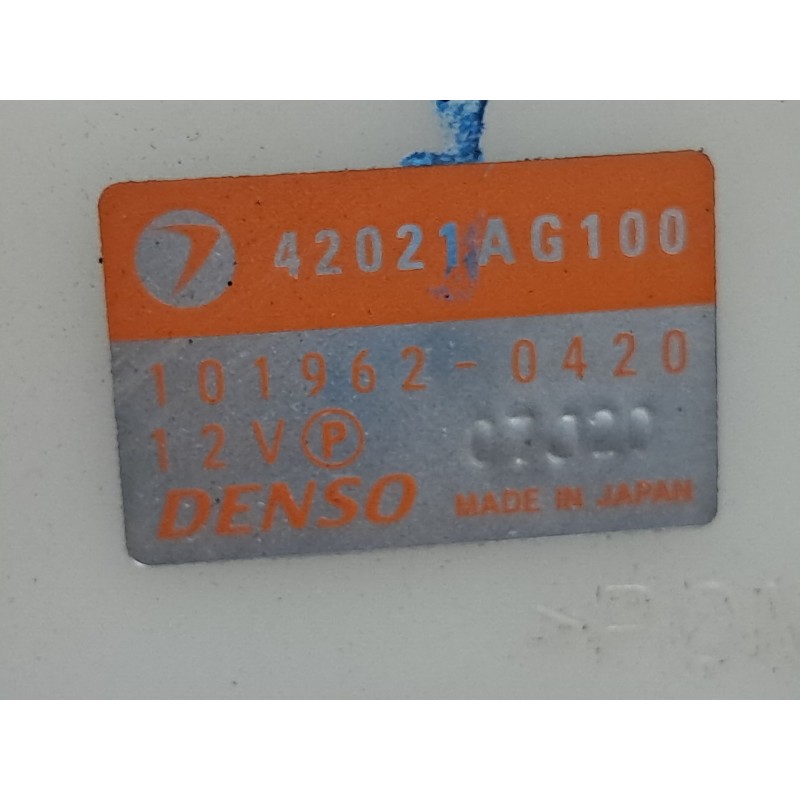 42021AG100
101962-0420
12V P
DENSO MADE IN JAPAN